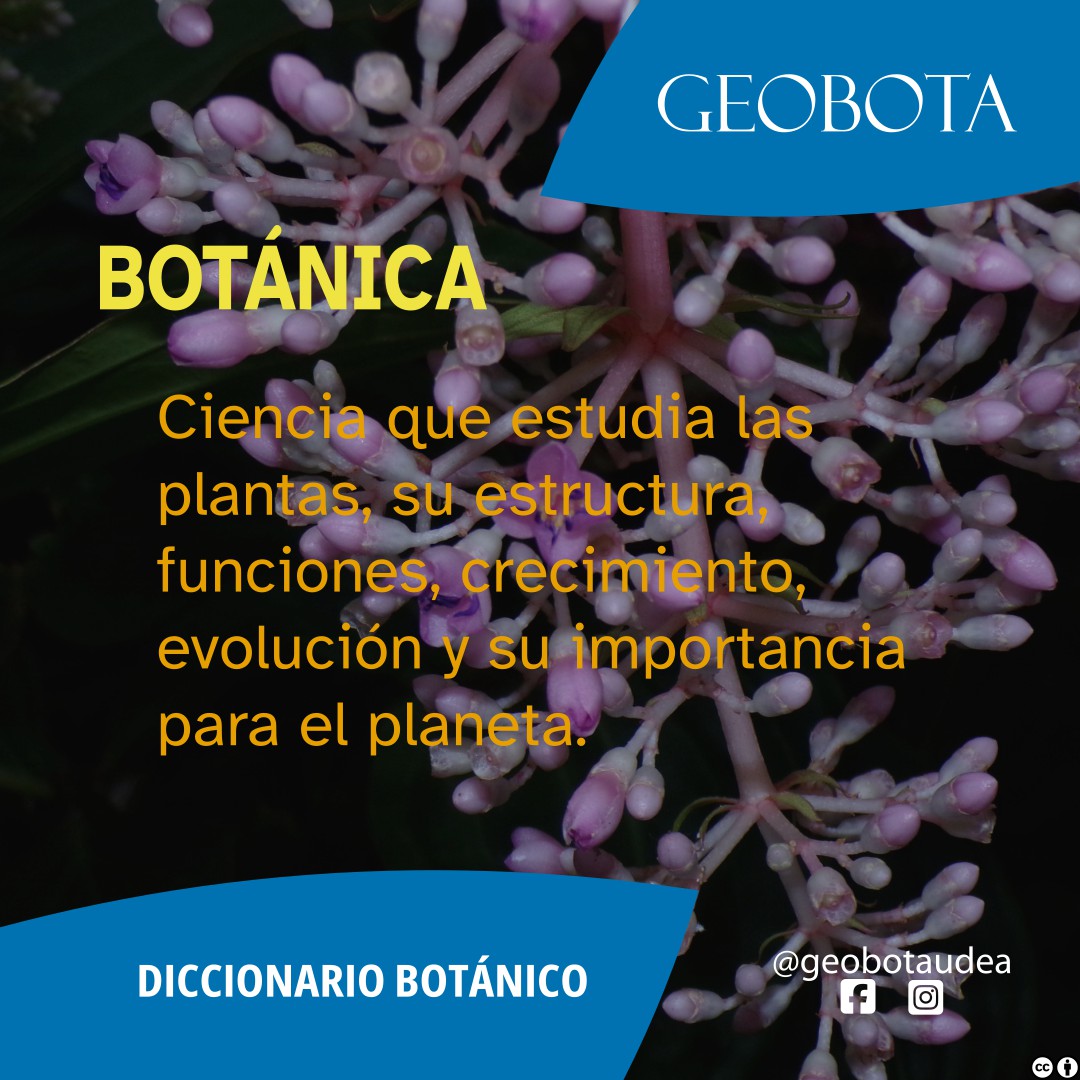 GEOBOTA
BOTÁNICA
Ciencia que estudia las
plantas, su estructura,
funciones, crecimiento,
evolución y su importancia
para el planeta.
DICCIONARIO BOTÁNICO
@geobotaudea
cc